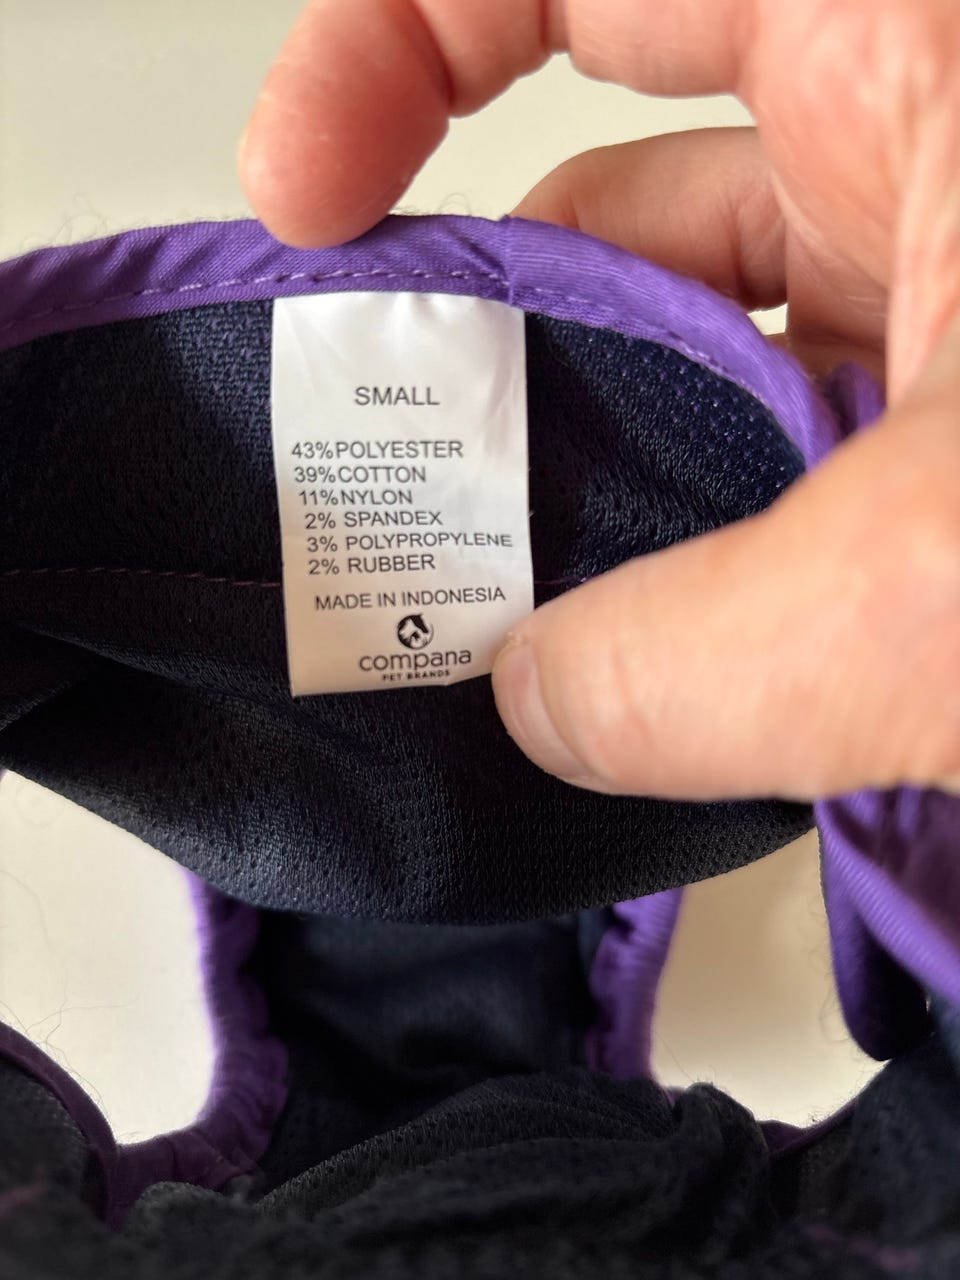 SMALL
43%POLYESTER
39%COTTON
11%NYLON
2% SPANDEX
3% POLYPROPYLENE
2% RUBBER
MADE IN INDONESIA
compana
PET BRANDS